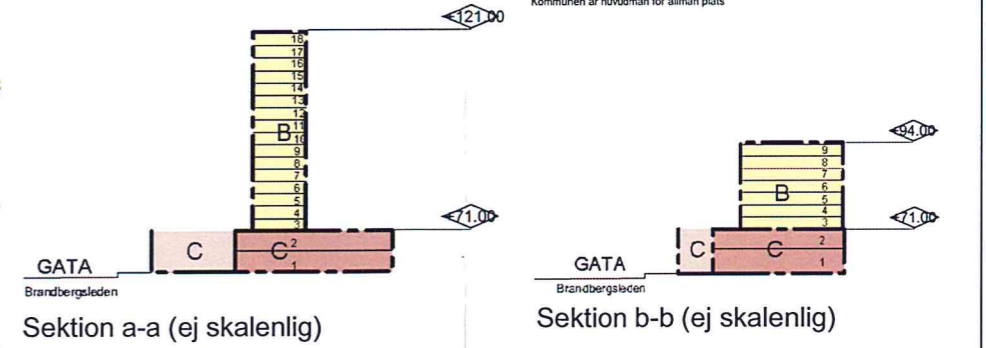 Kommunen är huvudman för allmän plats
+121.00
18
17
16
15
14
13
12
11
B 10
9
8
7
6
5
4
3
+71.00
C C 2
1
GATA
Brandbergsleden
Sektion a-a (ej skalenlig)
+94.00
9
8
7
6
B 5
4
3
+71.00
2
C C
1
GATA
Brandbergsleden
Sektion b-b (ej skalenlig)